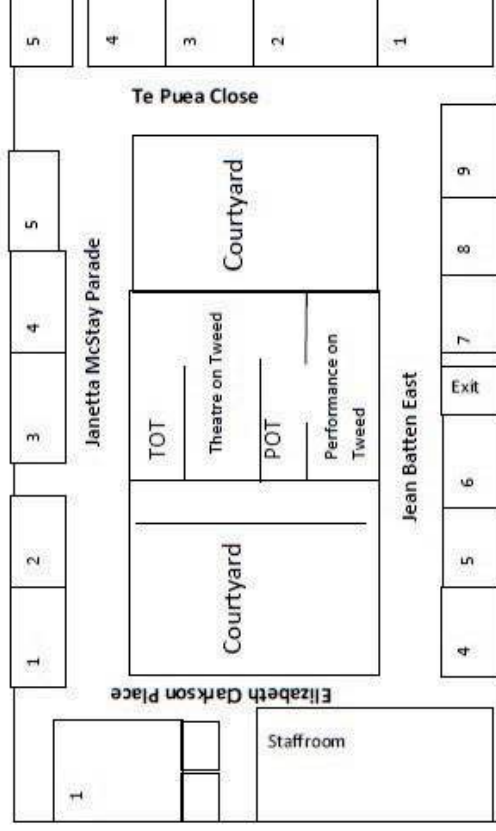 5
4
3
2
1
Te Puea Close
5
4
3
2
1
Janetta McStay Parade
Courtyard
TOT
Theatre on Tweed
POT
Performance on
Tweed
Courtyard
Jean Batten East
9
8
7
Exit
6
5
4
Elizabeth Clarkson Place
1
Staffroom